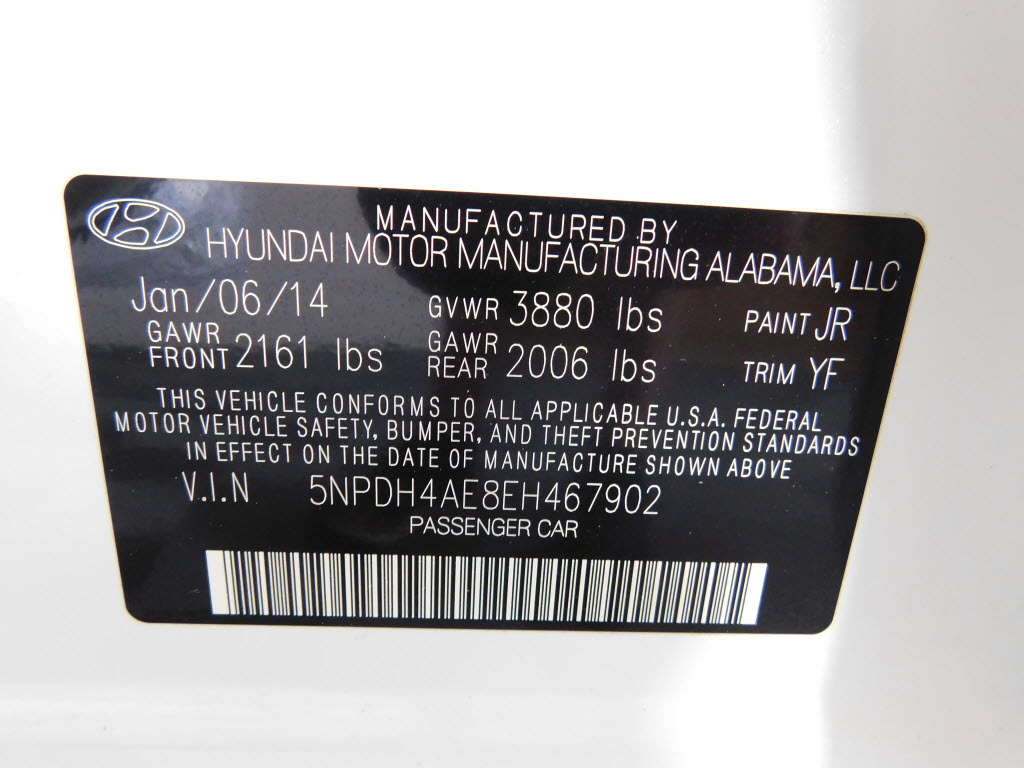 MANUFACTURED BY
HYUNDAI MOTOR MANUFACTURING ALABAMA, LLC
Jan/06/14 GVWR 3880 lbs PAINT JR
GAWR FRONT 2161 lbs GAWR REAR 2006 lbs TRIM YF
THIS VEHICLE CONFORMS TO ALL APPLICABLE U.S.A. FEDERAL
MOTOR VEHICLE SAFETY, BUMPER, AND THEFT PREVENTION STANDARDS
IN EFFECT ON THE DATE OF MANUFACTURE SHOWN ABOVE
V.I.N 5NPDH4AE8EH467902
PASSENGER CAR